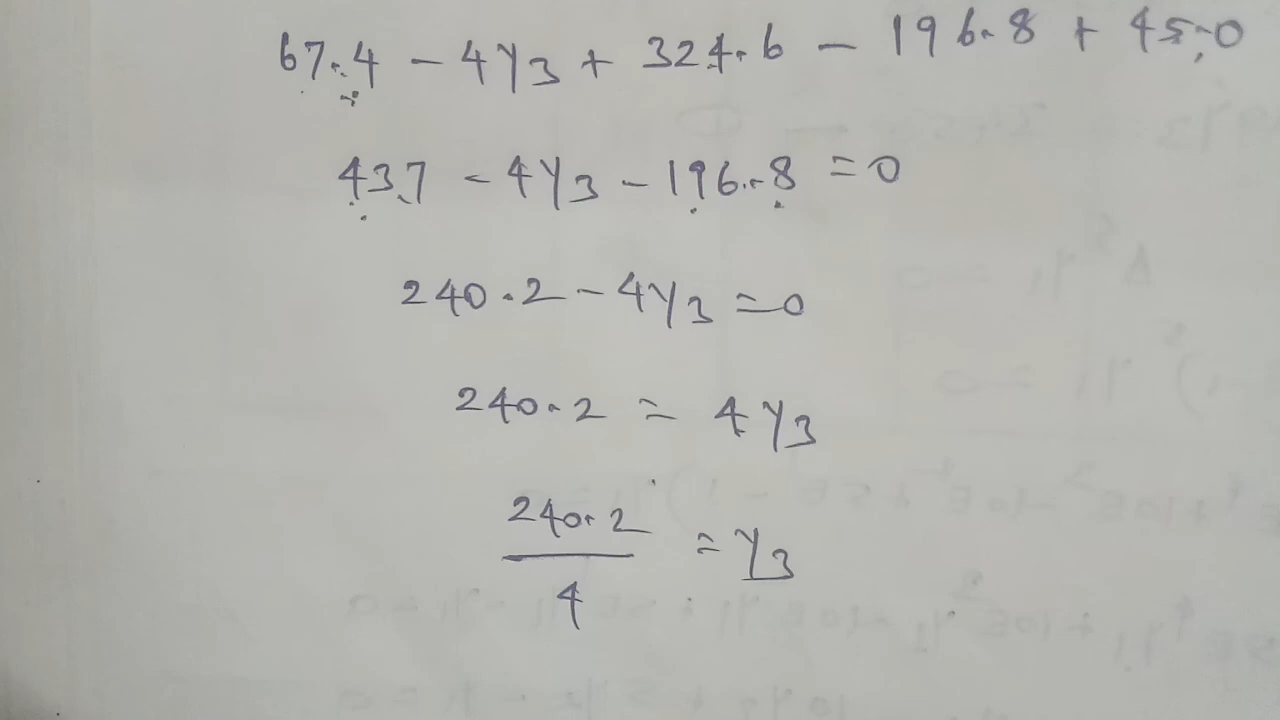 67.4 - 4y3 + 324.6 - 196.8 + 45.0
437 - 4y3 - 196.8 = 0
240.2 - 4y3 = 0
240.2 = 4y3
240.2/4 = y3